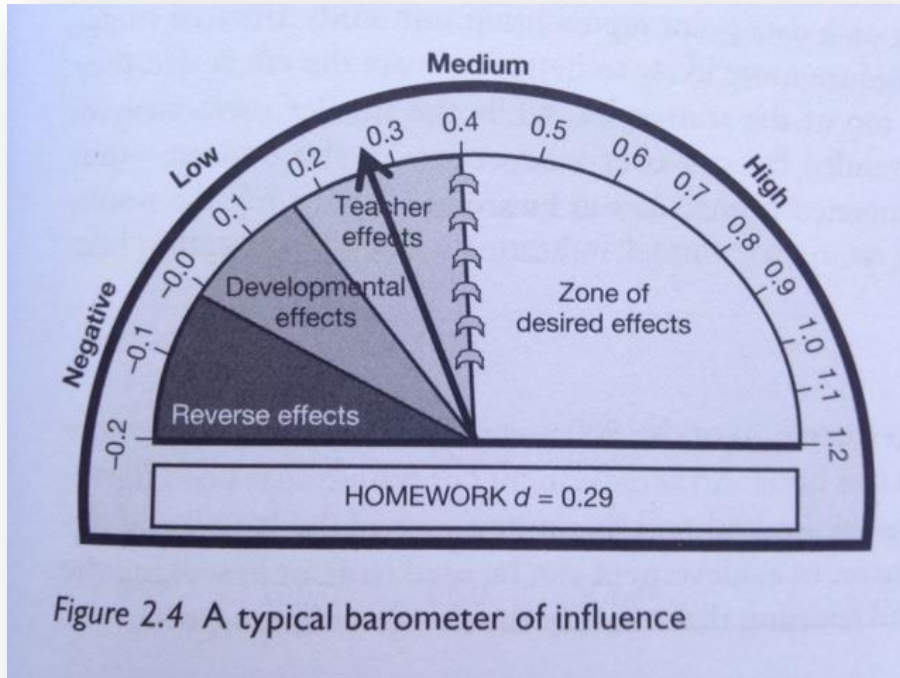 Medium
Low
High
Negative
–0.2
–0.1
–0.0
0.1
0.2
0.3
0.4
0.5
0.6
0.7
0.8
0.9
1.0
1.1
1.2
Teacher
effects
Developmental
effects
Reverse effects
Zone of
desired effects
HOMEWORK d = 0.29
Figure 2.4 A typical barometer of influence